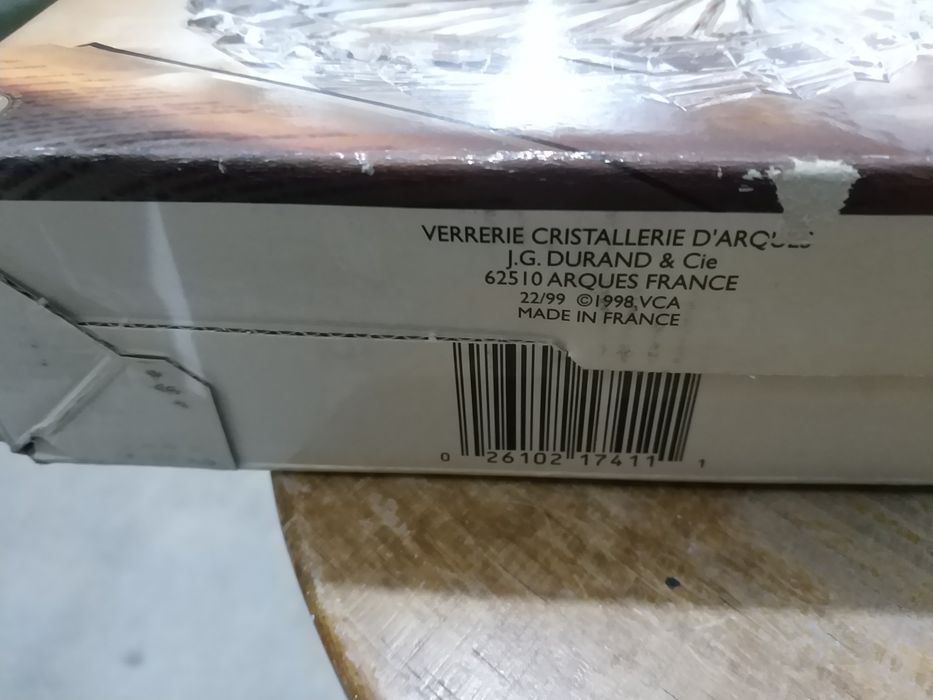 VERRERIE CRISTALLERIE D'ARQUES
J.G. DURAND & Cie
62510 ARQUES FRANCE
22/99 ©1998, VCA
MADE IN FRANCE
0 26102 17411 1